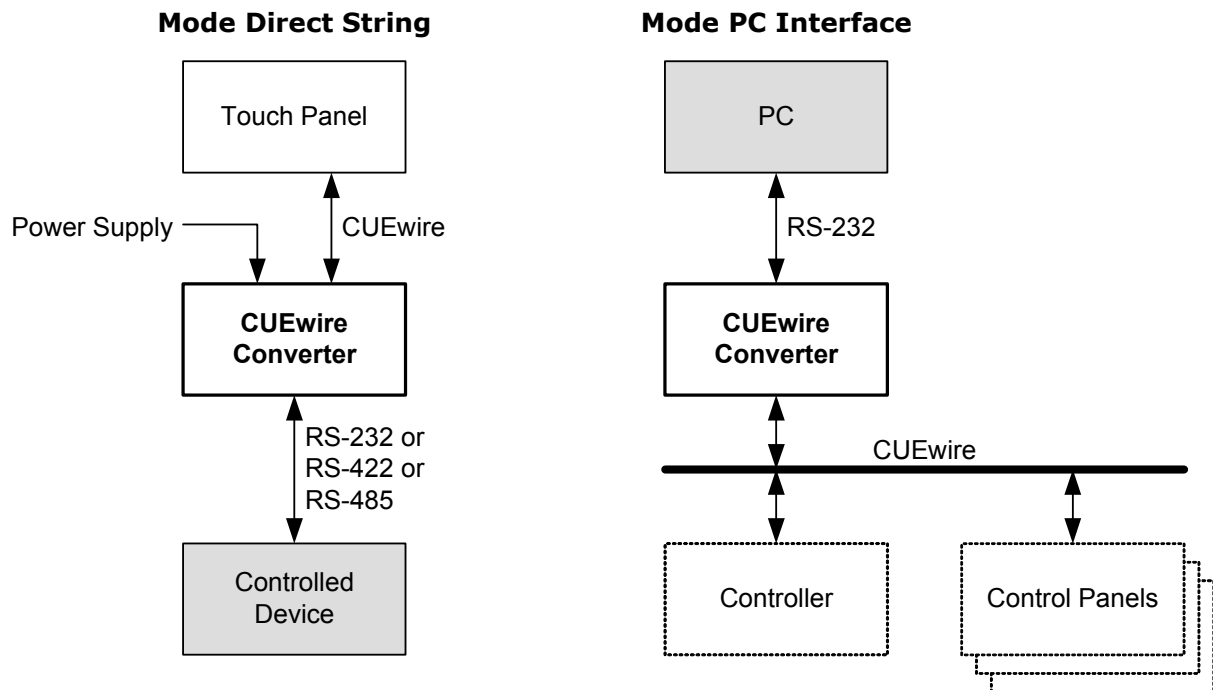 Mode Direct String
Touch Panel
Power Supply
CUEwire
CUEwire
Converter
RS-232 or
RS-422 or
RS-485
Controlled
Device
Mode PC Interface
PC
RS-232
CUEwire
Converter
CUEwire
Controller
Control Panels